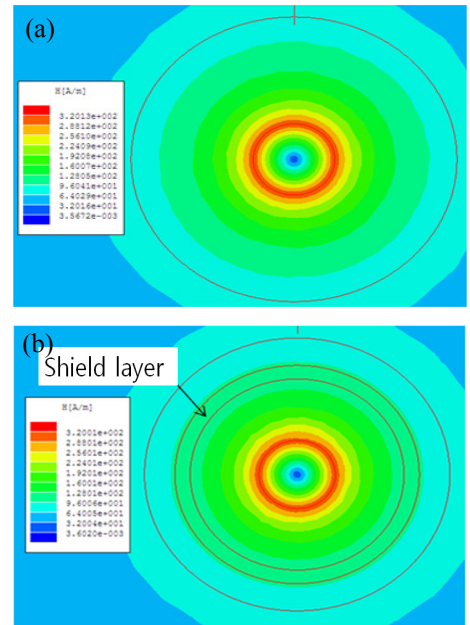 (a)
H[A/m]
3.2013e+002
2.8812e+002
2.5610e+002
2.2409e+002
1.9208e+002
1.6007e+002
1.2805e+002
9.6041e+001
6.4029e+001
3.2016e+001
3.5672e-003
(b)
Shield layer
H[A/m]
3.2001e+002
2.8801e+002
2.5601e+002
2.2401e+002
1.9201e+002
1.6001e+002
1.2801e+002
9.6006e+001
6.4005e+001
3.2004e+001
3.6020e-003